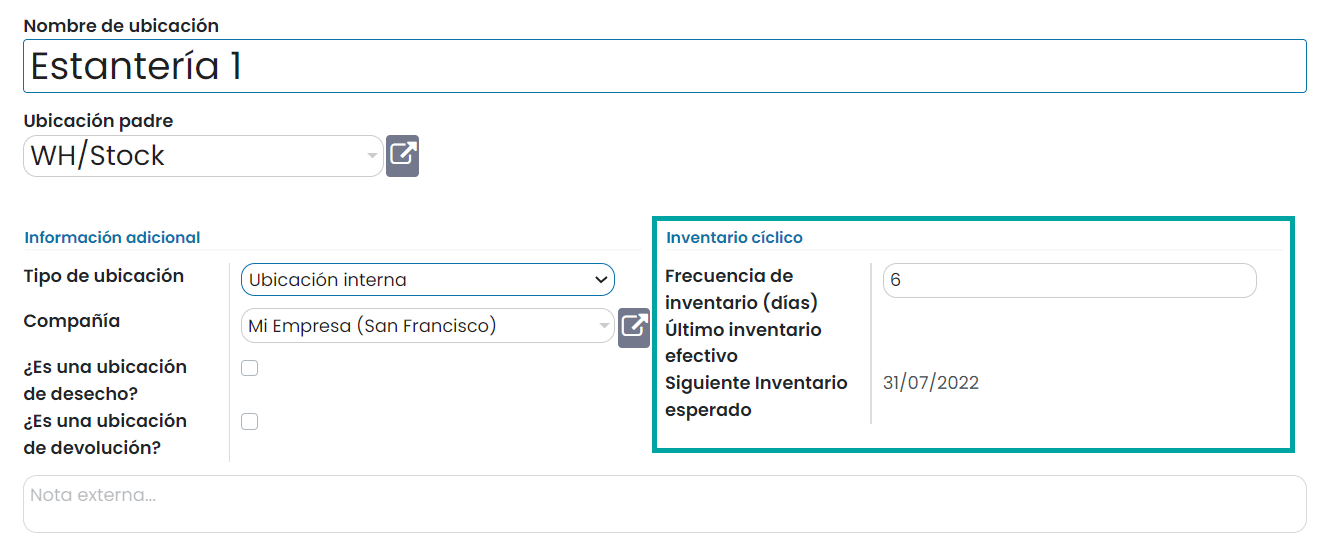 Nombre de ubicación
Estantería 1
Ubicación padre
WH/Stock
Información adicional
Tipo de ubicación
Ubicación interna
Compañía
Mi Empresa (San Francisco)
¿Es una ubicación
de desecho?
¿Es una ubicación
de devolución?
Inventario cíclico
Frecuencia de
inventario (días)
6
Último inventario
efectivo
Siguiente Inventario
esperado
31/07/2022
Nota externa...